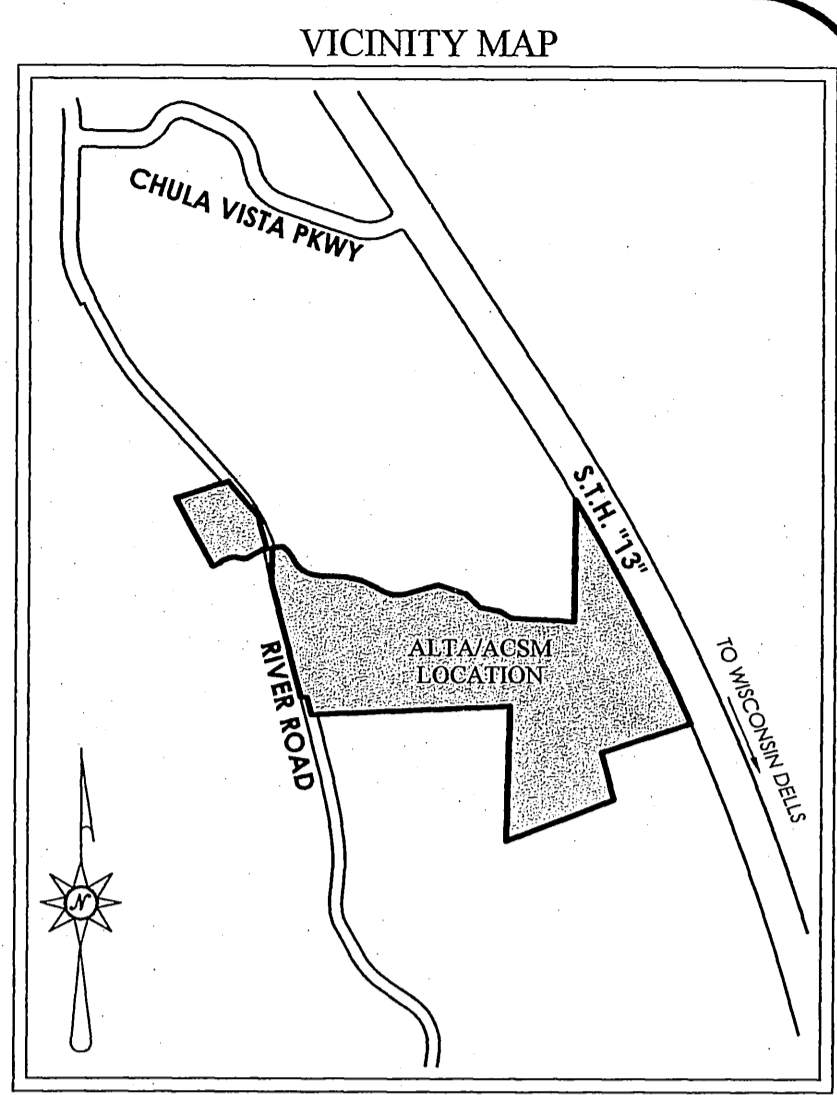 VICINITY MAP
CHULA VISTA PKWY
S.T.H. "13"
ALTA/ACSM
LOCATION
RIVER ROAD
TO WISCONSIN DELLS
N